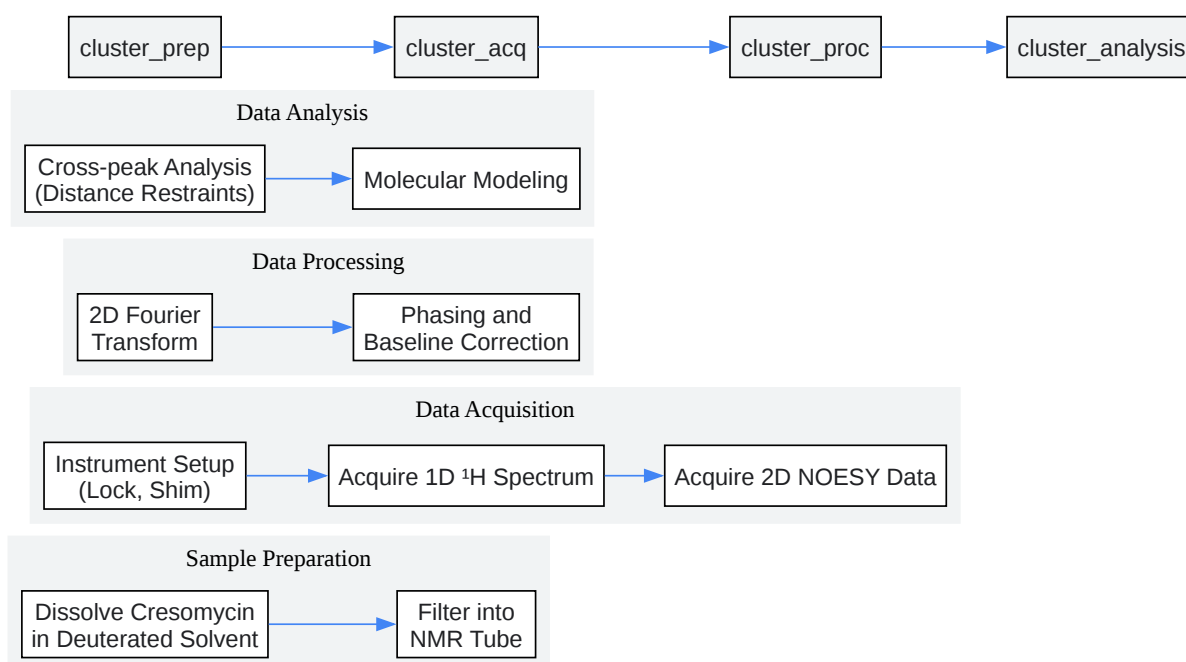 cluster_prep
cluster_acq
cluster_proc
cluster_analysis
Data Analysis
Cross-peak Analysis
(Distance Restraints)
Molecular Modeling
Data Processing
2D Fourier
Transform
Phasing and
Baseline Correction
Data Acquisition
Instrument Setup
(Lock, Shim)
Acquire 1D ¹H Spectrum
Acquire 2D NOESY Data
Sample Preparation
Dissolve Cresomycin
in Deuterated Solvent
Filter into
NMR Tube